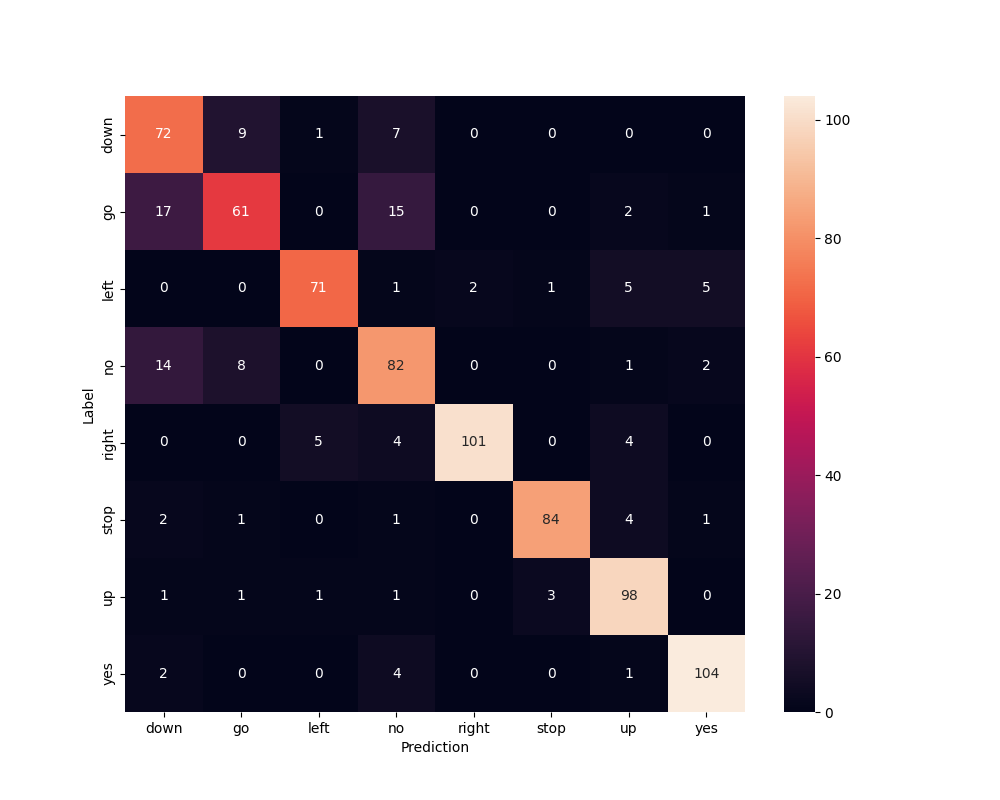 down 72 9 1 7 0 0 0 0
go 17 61 0 15 0 0 2 1
left 0 0 71 1 2 1 5 5
no 14 8 0 82 0 0 1 2
right 0 0 5 4 101 0 4 0
stop 2 1 0 1 0 84 4 1
up 1 1 1 1 0 3 98 0
yes 2 0 0 4 0 0 1 104
down go left no right stop up yes
Prediction
Label
100
80
60
40
20
0